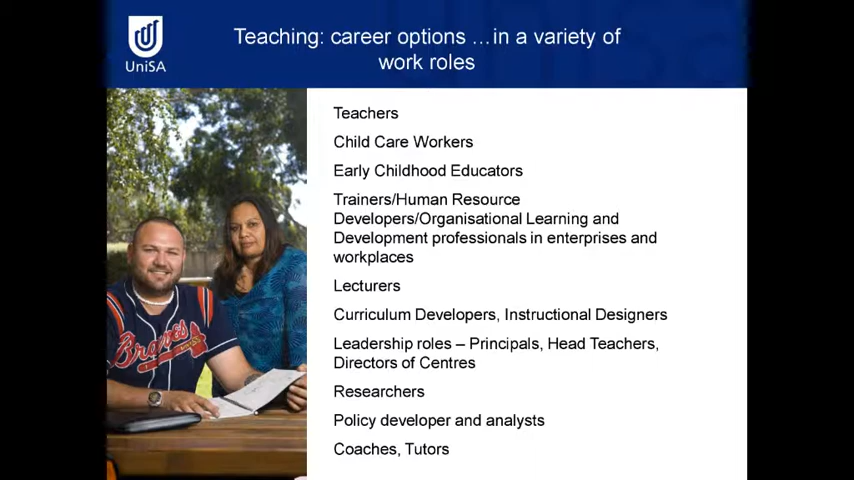 UniSA
Teaching: career options ...in a variety of
work roles
Teachers
Child Care Workers
Early Childhood Educators
Trainers/Human Resource
Developers/Organisational Learning and
Development professionals in enterprises and
workplaces
Lecturers
Curriculum Developers, Instructional Designers
Leadership roles – Principals, Head Teachers,
Directors of Centres
Researchers
Policy developer and analysts
Coaches, Tutors
Braves